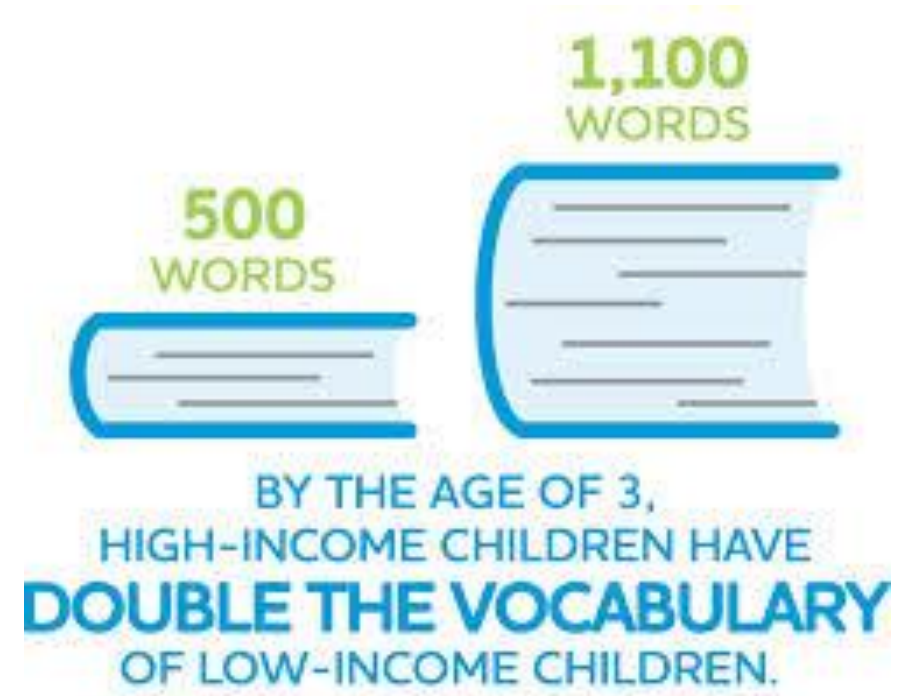 1,100
WORDS
500
WORDS
BY THE AGE OF 3,
HIGH-INCOME CHILDREN HAVE
DOUBLE THE VOCABULARY
OF LOW-INCOME CHILDREN.